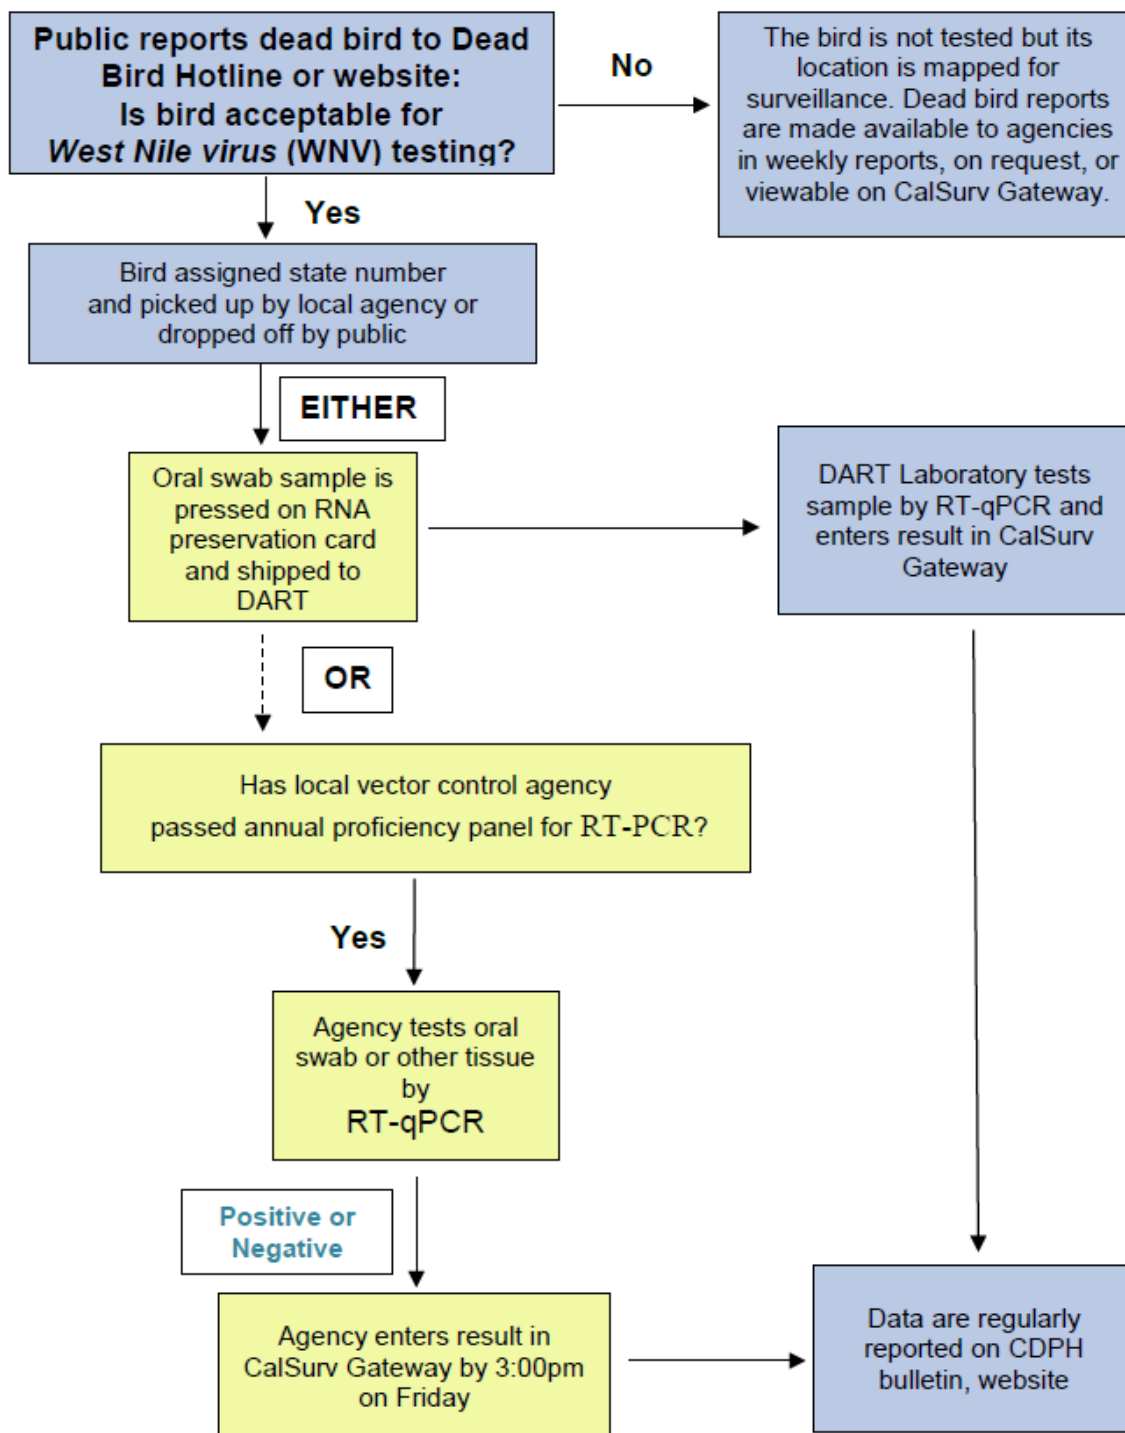 Public reports dead bird to Dead
Bird Hotline or website:
Is bird acceptable for
West Nile virus (WNV) testing?
No
The bird is not tested but its
location is mapped for
surveillance. Dead bird reports
are made available to agencies
in weekly reports, on request, or
viewable on CalSurv Gateway.
Yes
Bird assigned state number
and picked up by local agency or
dropped off by public
EITHER
Oral swab sample is
pressed on RNA
preservation card
and shipped to
DART
DART Laboratory tests
sample by RT-qPCR and
enters result in CalSurv
Gateway
OR
Has local vector control agency
passed annual proficiency panel for RT-PCR?
Yes
Agency tests oral
swab or other tissue
by
RT-qPCR
Positive or
Negative
Agency enters result in
CalSurv Gateway by 3:00pm
on Friday
Data are regularly
reported on CDPH
bulletin, website